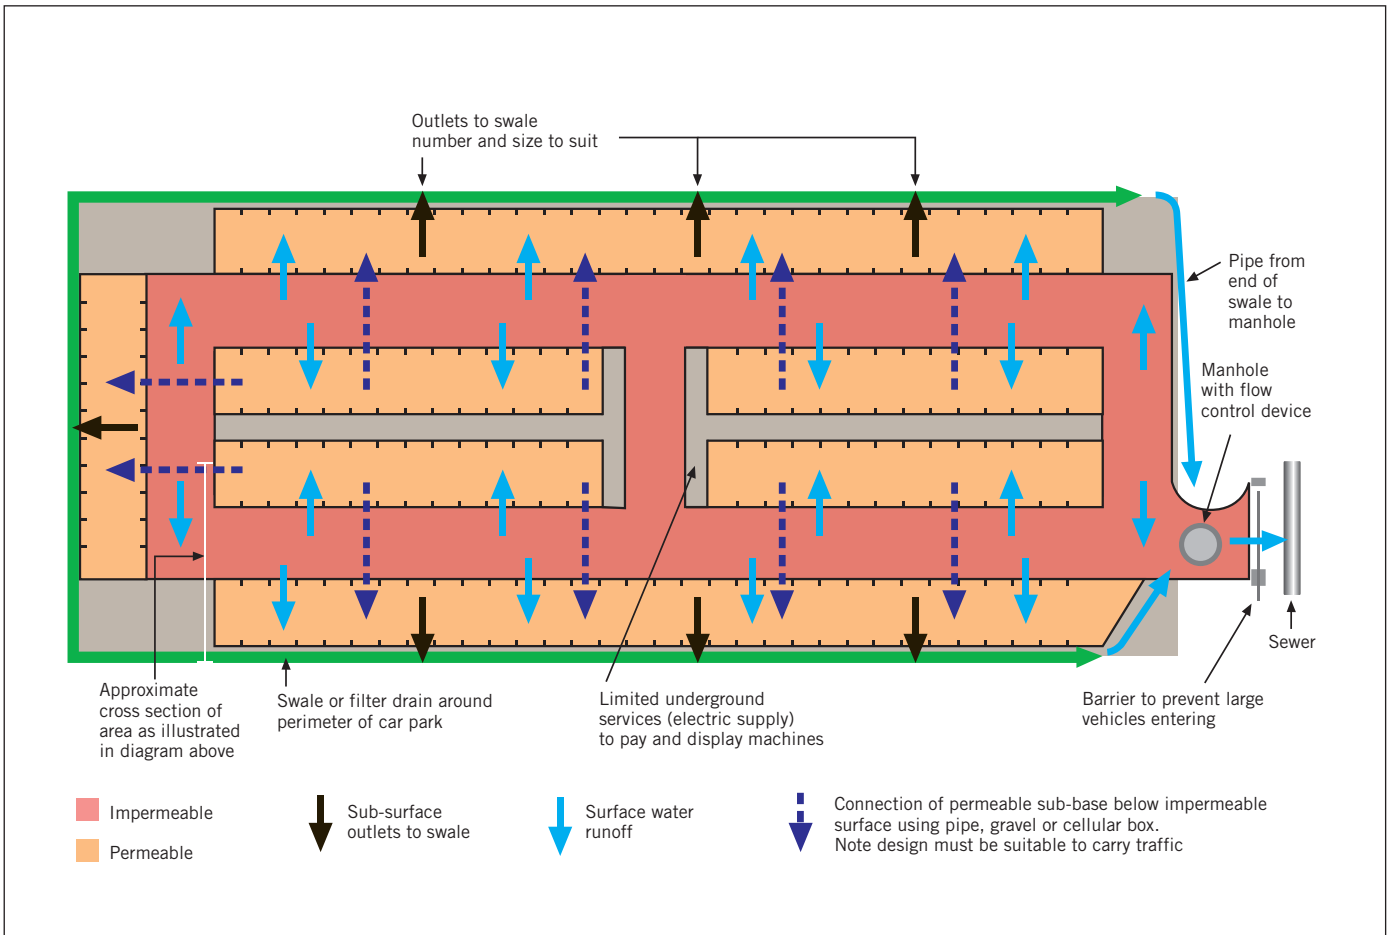 Outlets to swale
number and size to suit
Pipe from
end of
swale to
manhole
Manhole
with flow
control device
Sewer
Approximate
cross section of
area as illustrated
in diagram above
Swale or filter drain around
perimeter of car park
Limited underground
services (electric supply)
to pay and display machines
Barrier to prevent large
vehicles entering
Impermeable
Permeable
Sub-surface
outlets to swale
Surface water
runoff
Connection of permeable sub-base below impermeable
surface using pipe, gravel or cellular box.
Note design must be suitable to carry traffic